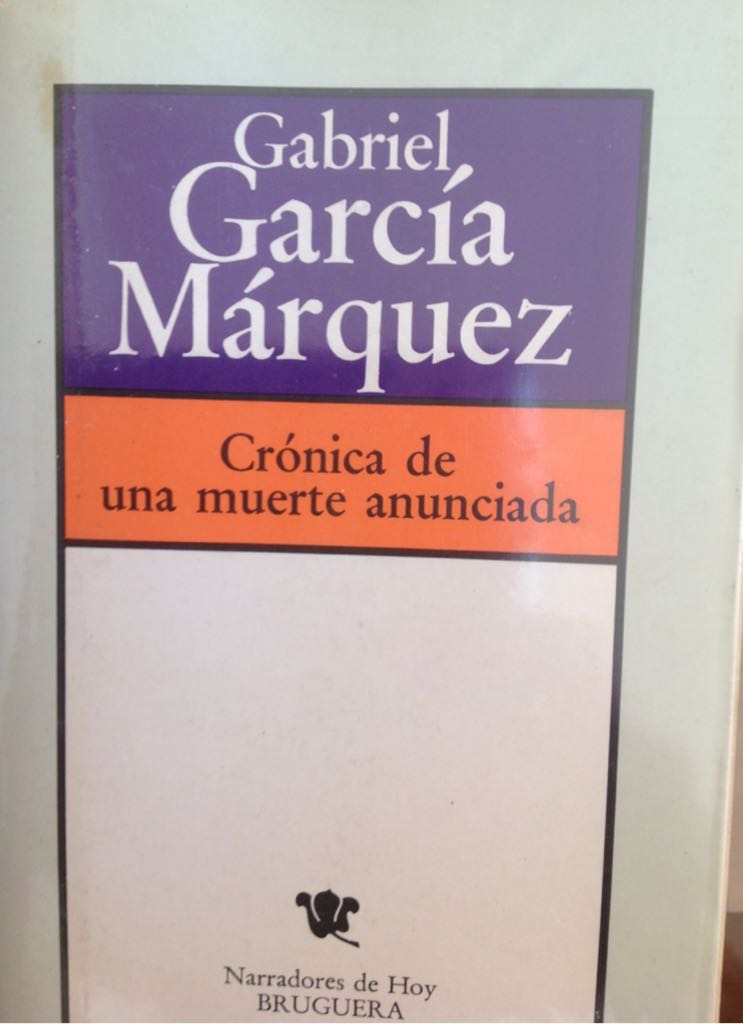 Gabriel
García
Márquez
Crónica de
una muerte anunciada
Narradores de Hoy
BRUGUERA